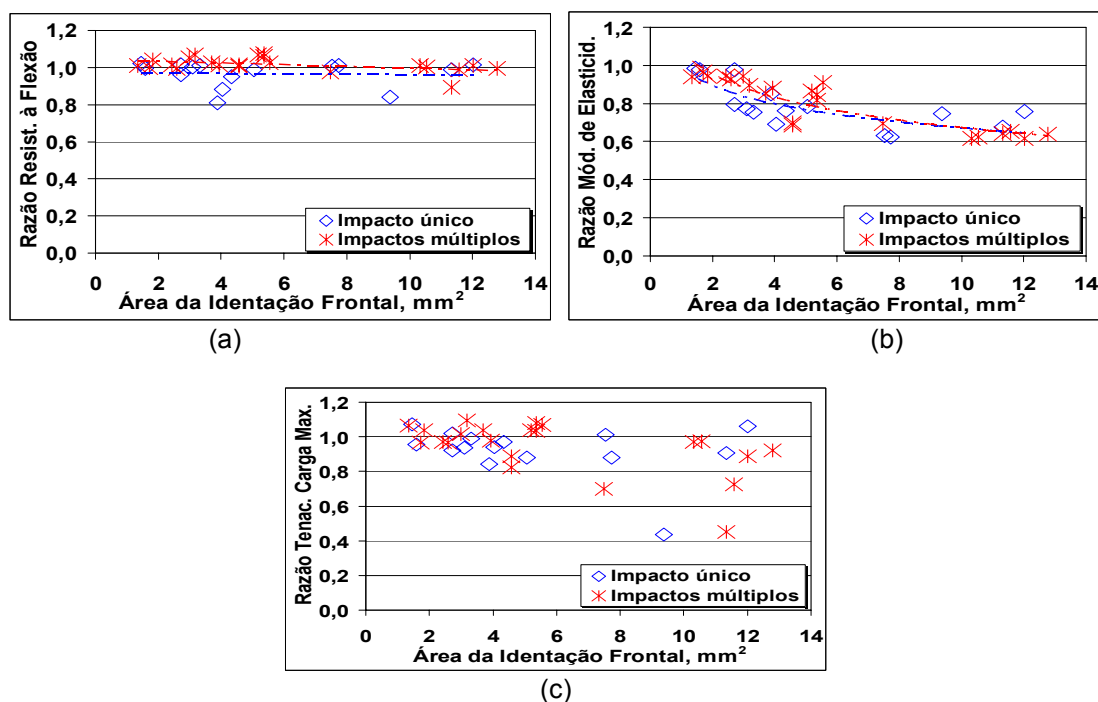 Razão Resist. à Flexão
1,2
1,0
0,8
0,6
0,4
0,2
0,0
Impacto único
Impactos múltiplos
0 2 4 6 8 10 12 14
Área da Identação Frontal, mm²
(a)
Razão Mód. de Elasticid.
1,2
1,0
0,8
0,6
0,4
0,2
0,0
Impacto único
Impactos múltiplos
0 2 4 6 8 10 12 14
Área da Identação Frontal, mm²
(b)
Razão Tenac. Carga Max.
1,2
1,0
0,8
0,6
0,4
0,2
0,0
Impacto único
Impactos múltiplos
0 2 4 6 8 10 12 14
Área da Identação Frontal, mm²
(c)